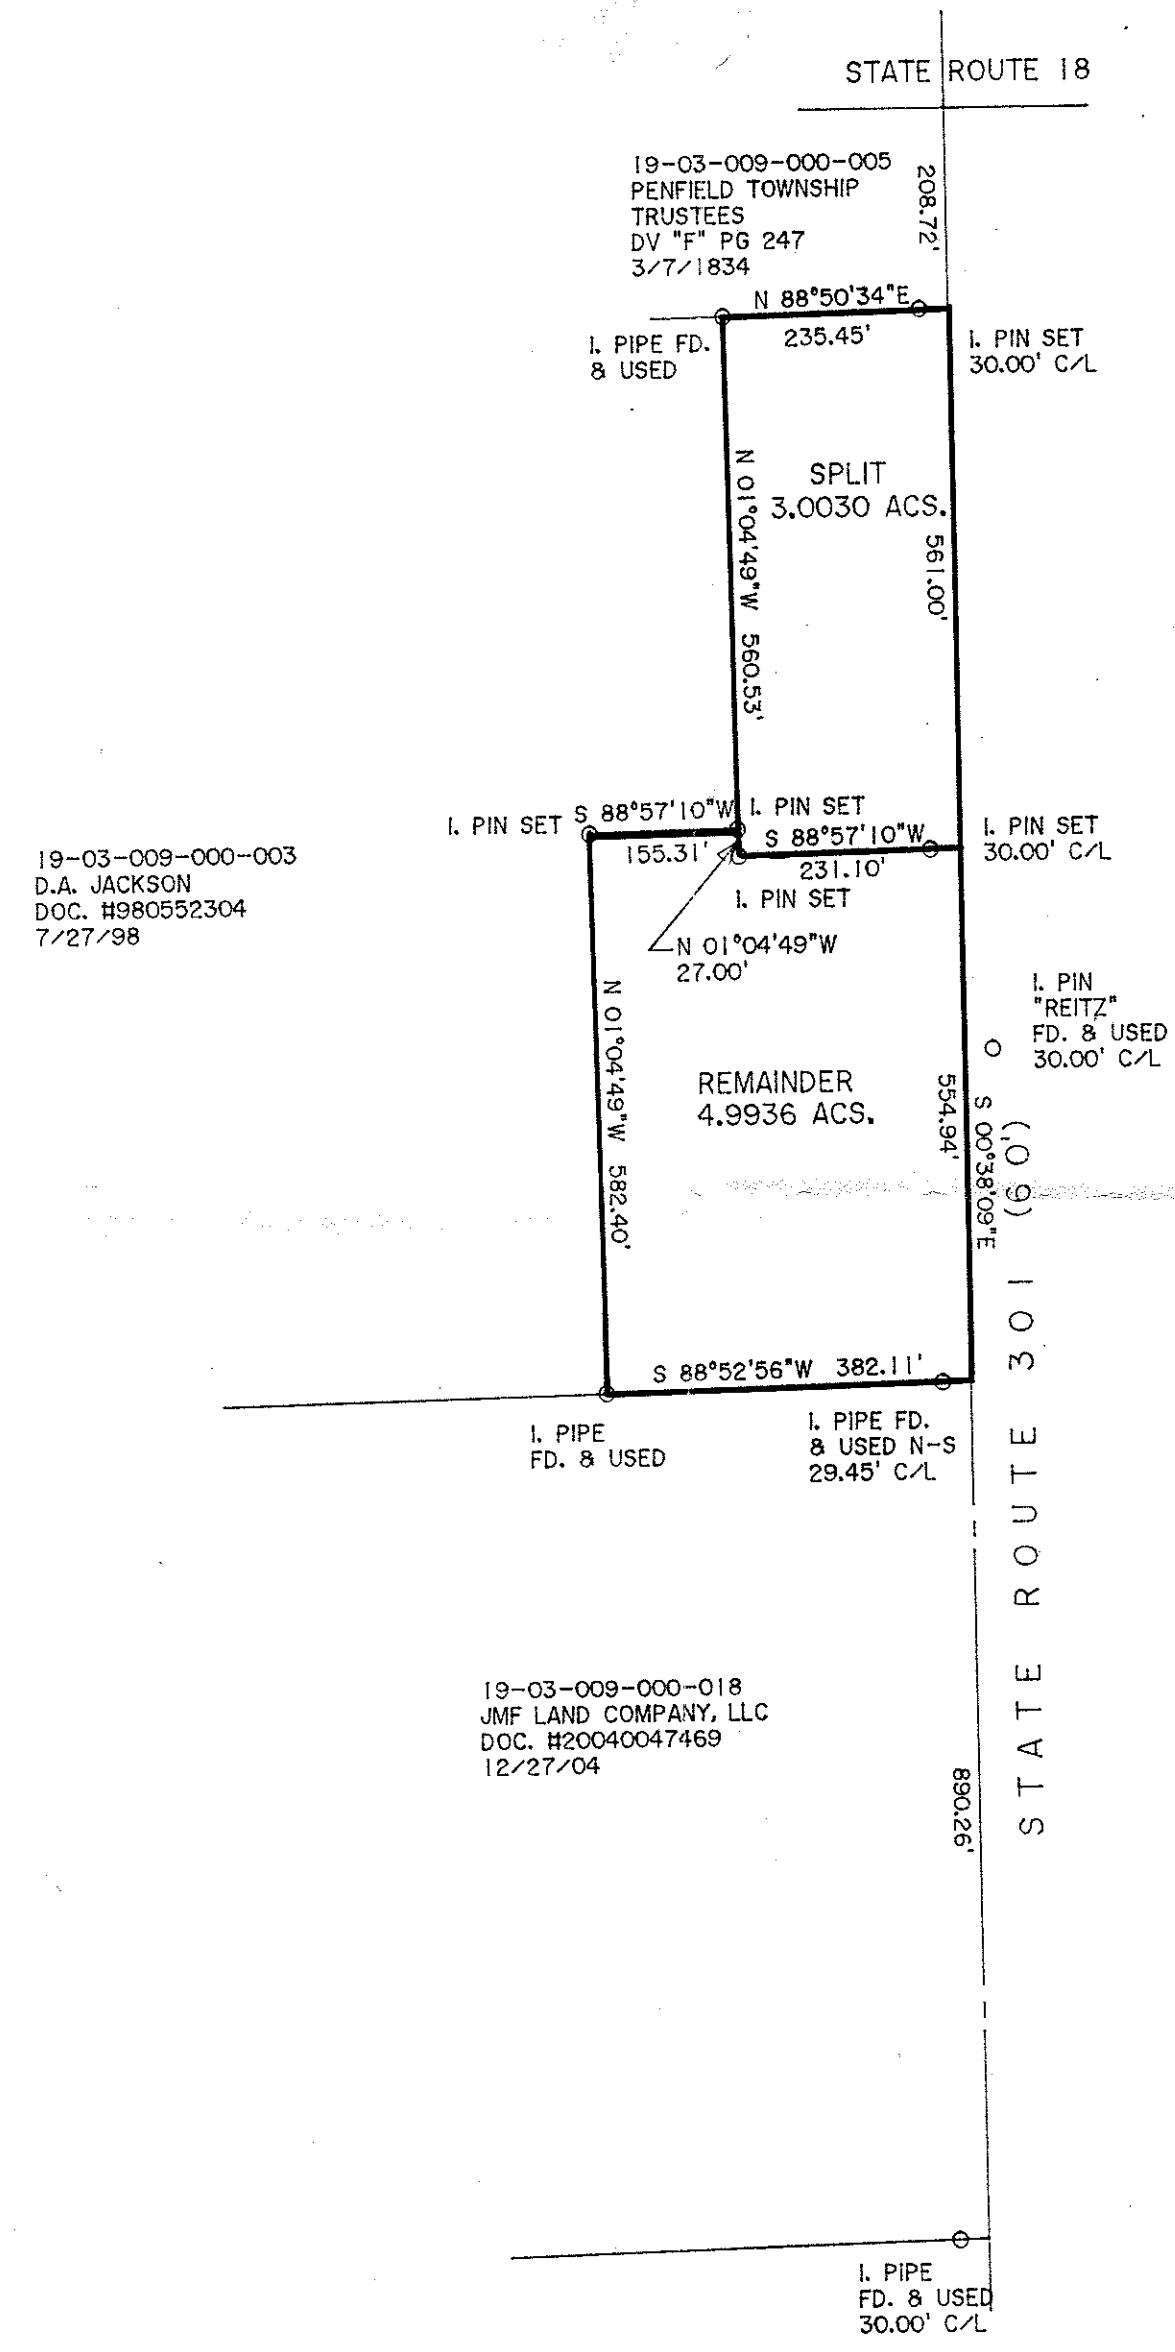 STATE ROUTE 18
19-03-009-000-005
PENFIELD TOWNSHIP
TRUSTEES
DV "F" PG 247
3/7/1834
208.72'
N 88°50'34"E
235.45'
I. PIPE FD.
& USED
I. PIN SET
30.00' C/L
N 01°04'49"W 560.53'
SPLIT
3.0030 ACS.
561.00'
I. PIN SET
S 88°57'10"W
155.31'
I. PIN SET
S 88°57'10"W
231.10'
I. PIN SET
I. PIN SET
30.00' C/L
19-03-009-000-003
D.A. JACKSON
DOC. #980552304
7/27/98
N 01°04'49"W
27.00'
I. PIN
"REITZ"
FD. & USED
30.00' C/L
N 01°04'49"W 582.40'
REMAINDER
4.9936 ACS.
554.94'
S 00°38'09"E
STATE ROUTE 301 (60')
S 88°52'56"W 382.11'
I. PIPE
FD. & USED
I. PIPE FD.
& USED N-S
29.45' C/L
19-03-009-000-018
JMF LAND COMPANY, LLC
DOC. #20040047469
12/27/04
890.26'
I. PIPE
FD. & USED
30.00' C/L